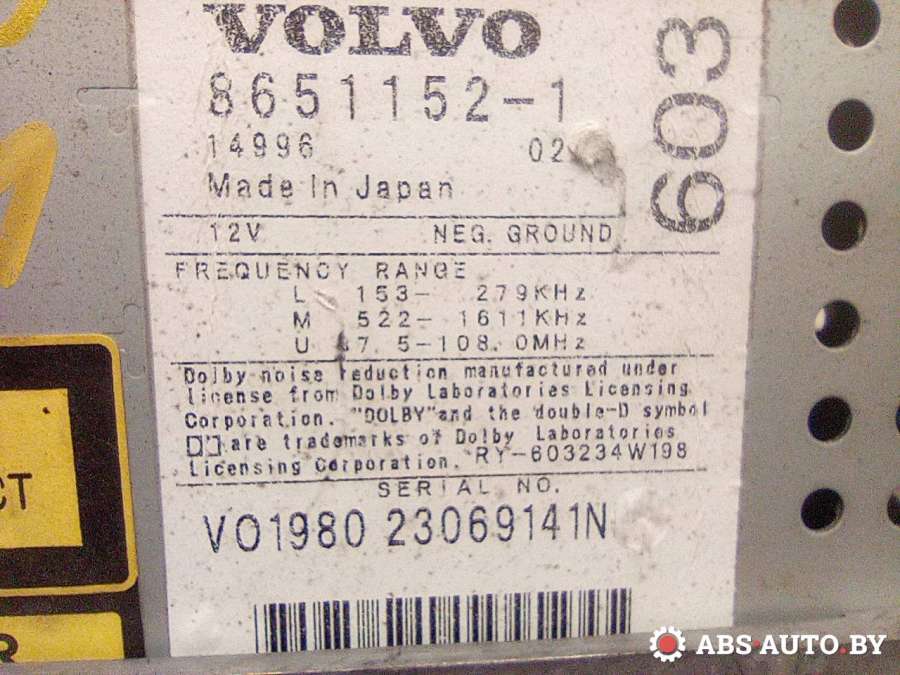 VOLVO
8651152-1
603
14996 02
Made In Japan
12V NEG. GROUND
FREQUENCY RANGE
L 153- 279KHz
M 522- 1611KHz
U 87.5-108.0MHz
Dolby noise reduction manufactured under
license from Dolby Laboratories Licensing
Corporation. "DOLBY" and the double-D symbol
are trademarks of Dolby Laboratories
Licensing Corporation. RY-603234W198
SERIAL NO.
VO1980 23069141N
CT
R
ABS-AUTO.BY